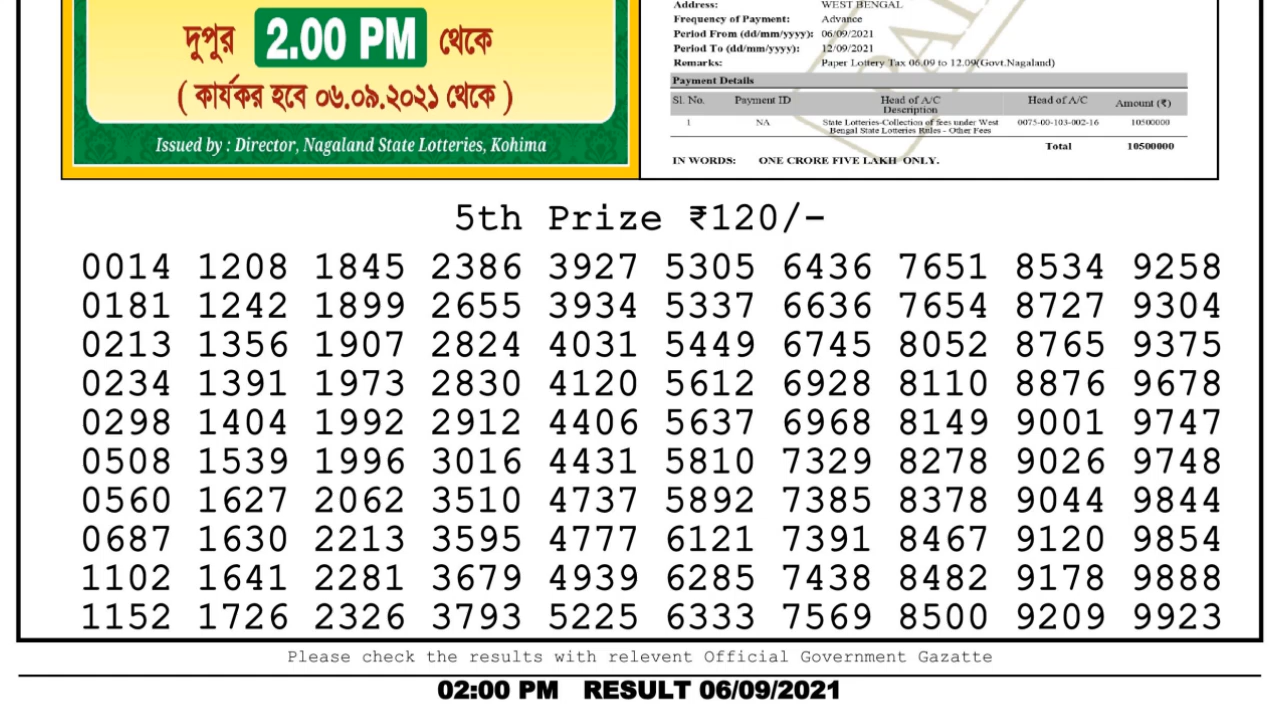 দুপুর 2.00 PM থেকে
( কার্যকর হবে ০৬.০৯.২০২১ থেকে )
Issued by : Director, Nagaland State Lotteries, Kohima
Address: WEST BENGAL
Frequency of Payment: Advance
Period From (dd/mm/yyyy): 06/09/2021
Period To (dd/mm/yyyy): 12/09/2021
Remarks: Paper Lottery Tax 06.09 to 12.09(Govt.Nagaland)
Payment Details
Sl. No. Payment ID Head of A/C Description Head of A/C Amount (₹)
1 NA State Lotteries-Collection of fees under West Bengal State Lotteries Rules - Other Fees 0075-00-103-002-16 10500000
Total 10500000
IN WORDS: ONE CRORE FIVE LAKH ONLY.
5th Prize ₹120/-
0014 1208 1845 2386 3927 5305 6436 7651 8534 9258
0181 1242 1899 2655 3934 5337 6636 7654 8727 9304
0213 1356 1907 2824 4031 5449 6745 8052 8765 9375
0234 1391 1973 2830 4120 5612 6928 8110 8876 9678
0298 1404 1992 2912 4406 5637 6968 8149 9001 9747
0508 1539 1996 3016 4431 5810 7329 8278 9026 9748
0560 1627 2062 3510 4737 5892 7385 8378 9044 9844
0687 1630 2213 3595 4777 6121 7391 8467 9120 9854
1102 1641 2281 3679 4939 6285 7438 8482 9178 9888
1152 1726 2326 3793 5225 6333 7569 8500 9209 9923
Please check the results with relevent Official Government Gazatte
02:00 PM RESULT 06/09/2021